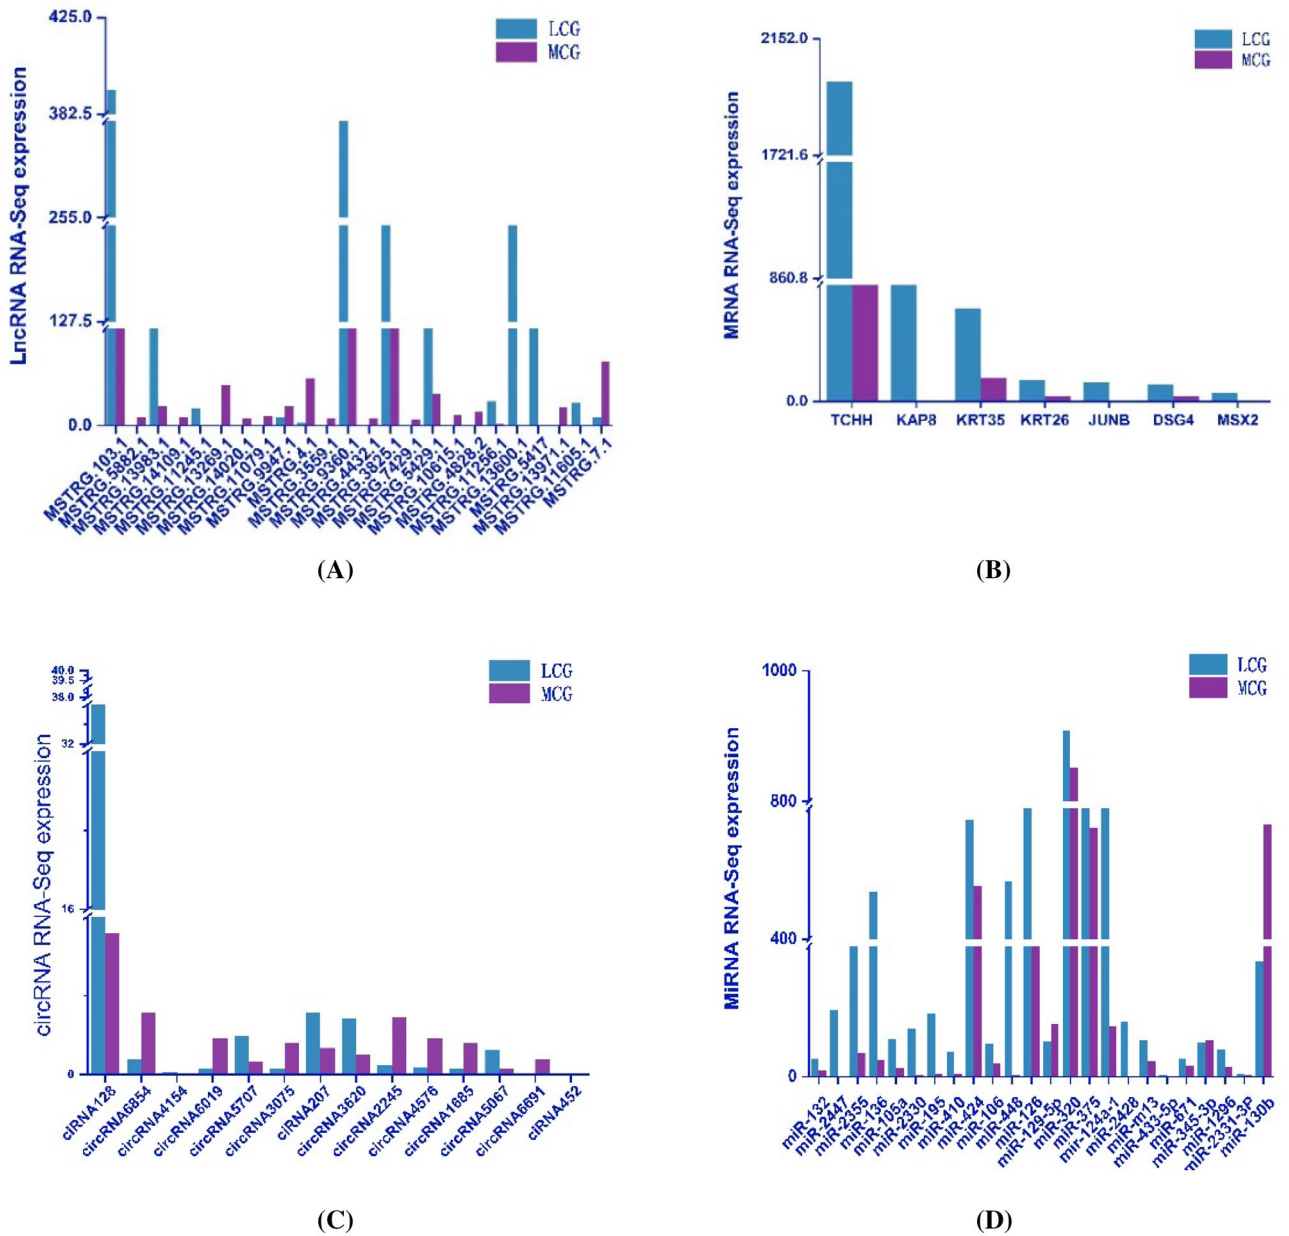 425.0
382.5
255.0
127.5
0.0
LncRNA RNA-Seq expression
LCG
MCG
MSTRG.103.1
MSTRG.5882.1
MSTRG.13983.1
MSTRG.14109.1
MSTRG.11245.1
MSTRG.13269.1
MSTRG.14020.1
MSTRG.11079.1
MSTRG.9947.1
MSTRG.4.1
MSTRG.3559.1
MSTRG.9360.1
MSTRG.4432.1
MSTRG.3825.1
MSTRG.7429.1
MSTRG.5429.1
MSTRG.10615.1
MSTRG.4828.2
MSTRG.11256.1
MSTRG.13600.1
MSTRG.5417
MSTRG.13971.1
MSTRG.11605.1
MSTRG.7.1
(A)
2152.0
1721.6
860.8
0.0
MRNA RNA-Seq expression
LCG
MCG
TCHH
KAP8
KRT35
KRT26
JUNB
DSG4
MSX2
(B)
40.0
39.5
38.0
32
16
0
circRNA RNA-Seq expression
LCG
MCG
ciRNA128
circRNA6854
circRNA4154
circRNA6019
circRNA5707
circRNA3075
ciRNA207
circRNA3620
circRNA2245
circRNA4576
circRNA1885
circRNA5067
circRNA6691
ciRNA452
(C)
1000
800
400
0
MiRNA RNA-Seq expression
LCG
MCG
miR-132
miR-2447
miR-2355
miR-136
miR-105a
miR-2330
miR-195
miR-410
miR-424
miR-106
miR-448
miR-126
miR-129-5p
miR-320
miR-375
mir-124a-1
miR-2428
miR-m13
miR-433-5p
miR-671
miR-345-3p
miR-1296
miR-2331-3P
miR-130b
(D)